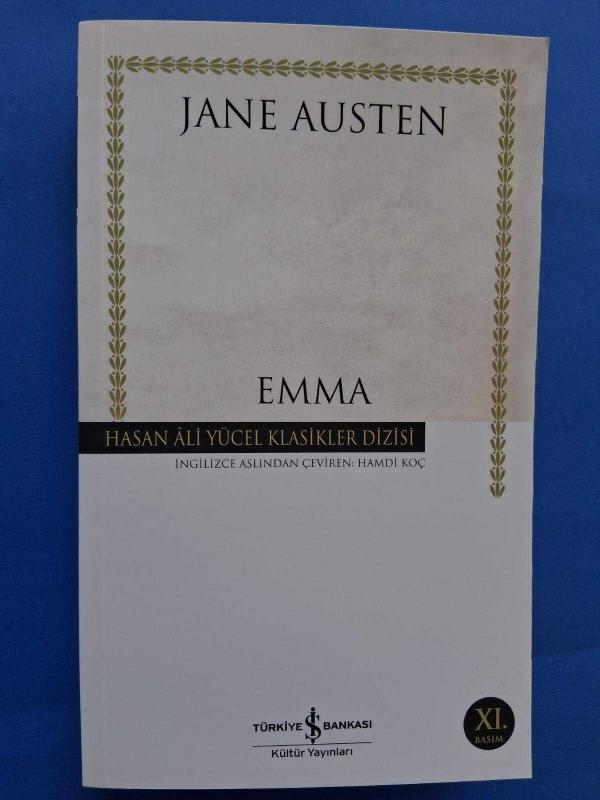 JANE AUSTEN
EMMA
HASAN ÂLİ YÜCEL KLASİKLER DİZİSİ
İNGİLİZCE ASLINDAN ÇEVİREN: HAMDİ KOÇ
TÜRKİYE İŞ BANKASI
Kültür Yayınları
XI.
BASIM